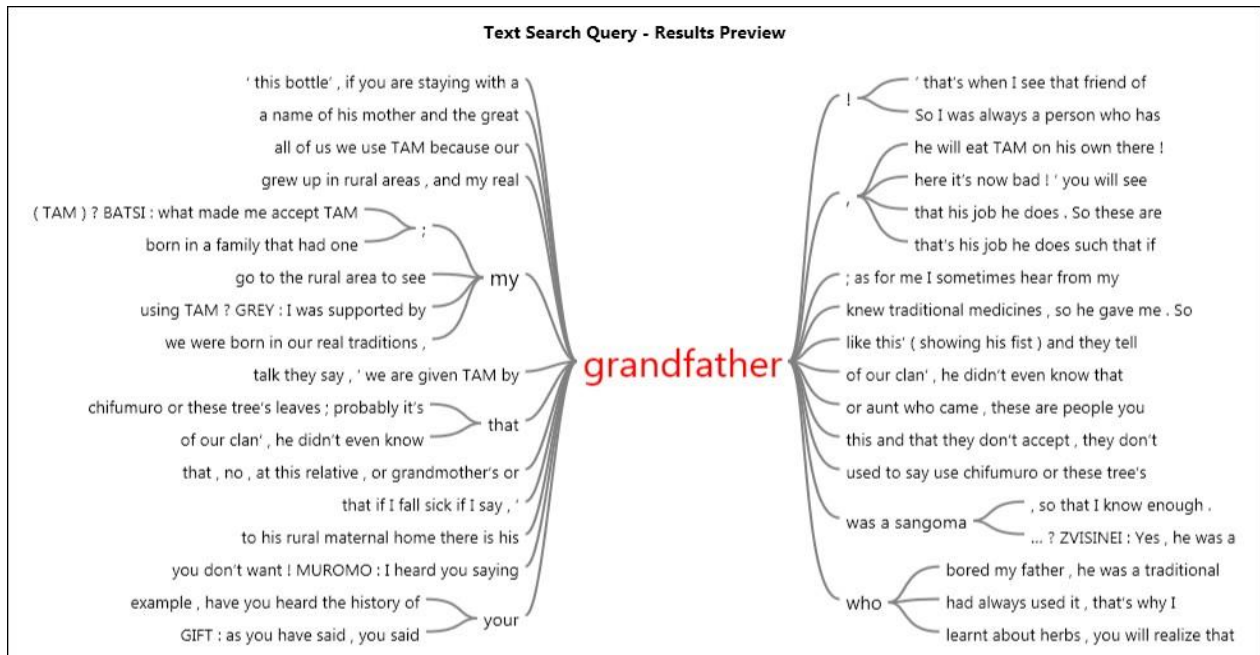 Text Search Query - Results Preview
‘ this bottle’ , if you are staying with a
a name of his mother and the great
all of us we use TAM because our
grew up in rural areas , and my real
( TAM ) ? BATSI : what made me accept TAM
born in a family that had one
;
go to the rural area to see
using TAM ? GREY : I was supported by
we were born in our real traditions ,
my
talk they say , ‘ we are given TAM by
chifumuro or these tree's leaves ; probably it's
of our clan’ , he didn’t even know
that
that , no , at this relative , or grandmother's or
that if I fall sick if I say , ‘
to his rural maternal home there is his
you don't want ! MUROMO : I heard you saying
example , have you heard the history of
GIFT : as you have said , you said
your
grandfather
!
‘ that's when I see that friend of
So I was always a person who has
,
he will eat TAM on his own there !
here it's now bad ! ‘ you will see
that his job he does . So these are
that's his job he does such that if
; as for me I sometimes hear from my
knew traditional medicines , so he gave me . So
like this’ ( showing his fist ) and they tell
of our clan’ , he didn’t even know that
or aunt who came , these are people you
this and that they don’t accept , they don’t
used to say use chifumuro or these tree's
was a sangoma
, so that I know enough .
... ? ZVISINEI : Yes , he was a
who
bored my father , he was a traditional
had always used it , that's why I
learnt about herbs , you will realize that